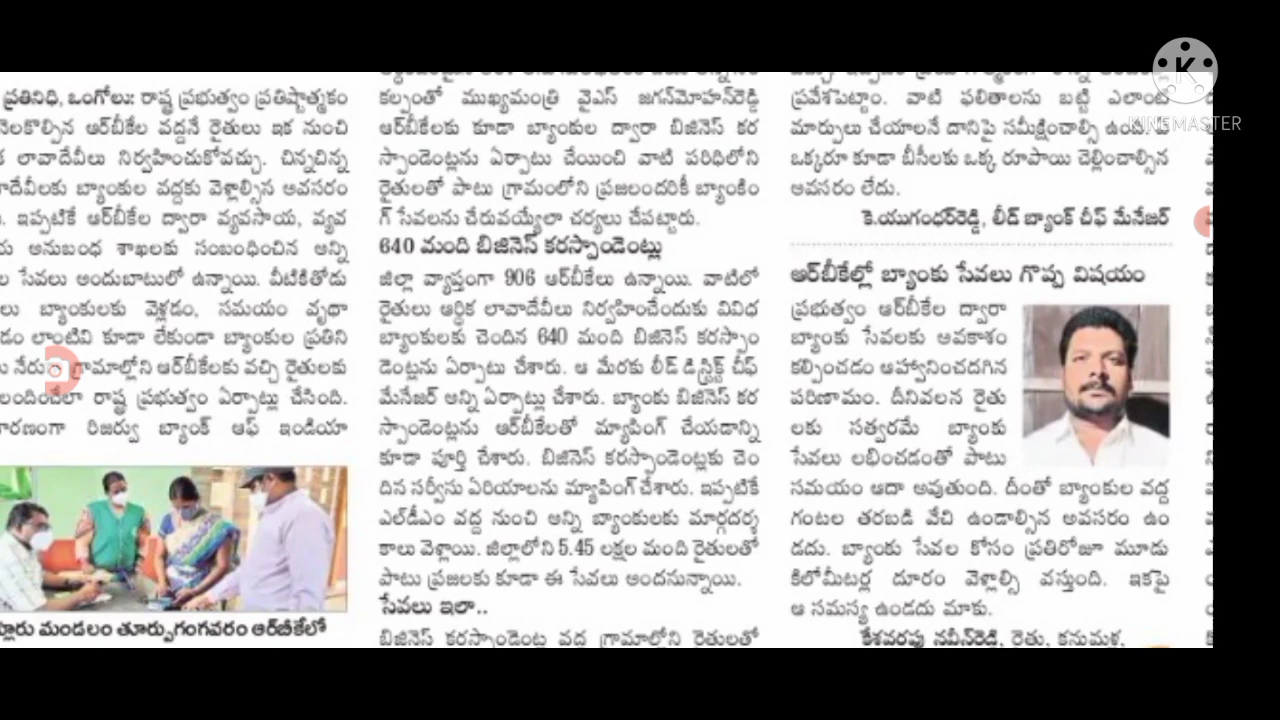 ప్రతినిధి, ఒంగోలు: రాష్ట్ర ప్రభుత్వం ప్రతిష్టాత్మకం
నెలకొల్పిన ఆర్‌బీకేల వద్దనే రైతులు ఇక నుంచి
లావాదేవీలు నిర్వహించుకోవచ్చు. చిన్నచిన్న
బ్యాంకుల వద్దకు వెళ్లాల్సిన అవసరం
ఇప్పటికే ఆర్‌బీకేల ద్వారా వ్యవసాయ, వ్యవ
అనుబంధ శాఖలకు సంబంధించిన అన్ని
సేవలు అందుబాటులో ఉన్నాయి. వీటికితోడు
బ్యాంకులకు వెళ్లడం, సమయం వృథా
లాంటివి కూడా లేకుండా బ్యాంకుల ప్రతిని
గ్రామాల్లోని ఆర్‌బీకేలకు వచ్చి రైతులకు
రాష్ట్ర ప్రభుత్వం ఏర్పాట్లు చేసింది.
రిజర్వు బ్యాంక్ ఆఫ్ ఇండియా
మండలం తూర్పుగంగవరం ఆర్‌బీకేలో
కల్పంతో ముఖ్యమంత్రి వైఎస్ జగన్‌మోహన్‌రెడ్డి
ఆర్‌బీకేలకు కూడా బ్యాంకుల ద్వారా బిజినెస్ కర
స్పాండెంట్లను ఏర్పాటు చేయించి వాటి పరిధిలోని
రైతులతో పాటు గ్రామంలోని ప్రజలందరికీ బ్యాంకిం
గ్ సేవలను చేరువయ్యేలా చర్యలు చేపట్టారు.
640 మంది బిజినెస్ కరస్పాండెంట్లు
జిల్లా వ్యాప్తంగా 906 ఆర్‌బీకేలు ఉన్నాయి. వాటిలో
రైతులు ఆర్థిక లావాదేవీలు నిర్వహించేందుకు వివిధ
బ్యాంకులకు చెందిన 640 మంది బిజినెస్ కరస్పాం
డెంట్లను ఏర్పాటు చేశారు. ఆ మేరకు లీడ్ డిస్ట్రిక్ట్ చీఫ్
మేనేజర్ అన్ని ఏర్పాట్లు చేశారు. బ్యాంకు బిజినెస్ కర
స్పాండెంట్లను ఆర్‌బీకేలతో మ్యాపింగ్ చేయడాన్ని
కూడా పూర్తి చేశారు. బిజినెస్ కరస్పాండెంట్లకు చెం
దిన సర్వీసు ఏరియాలను మ్యాపింగ్ చేశారు. ఇప్పటికే
ఎల్‌డీఎం వద్ద నుంచి అన్ని బ్యాంకులకు మార్గదర్శ
కాలు వెళ్లాయి. జిల్లాలోని 5.45 లక్షల మంది రైతులతో
పాటు ప్రజలకు కూడా ఈ సేవలు అందనున్నాయి.
సేవలు ఇలా..
బిజినెస్ కరస్పాండెంట్ల వద్ద గ్రామాల్లోని రైతులతో
ప్రవేశపెట్టాం. వాటి ఫలితాలను బట్టి ఎలాంటి
మార్పులు చేయాలనే దానిపై సమీక్షించాల్సి ఉంటుంది.
ఒక్కరూ కూడా బీసీలకు ఒక్క రూపాయి చెల్లించాల్సిన
అవసరం లేదు.
కె.యుగంధర్‌రెడ్డి, లీడ్ బ్యాంక్ చీఫ్ మేనేజర్
ఆర్‌బీకేల్లో బ్యాంకు సేవలు గొప్ప విషయం
ప్రభుత్వం ఆర్‌బీకేల ద్వారా
బ్యాంకు సేవలకు అవకాశం
కల్పించడం ఆహ్వానించదగిన
పరిణామం. దీనివలన రైతు
లకు సత్వరమే బ్యాంకు
సేవలు లభించడంతో పాటు
సమయం ఆదా అవుతుంది. దీంతో బ్యాంకుల వద్ద
గంటల తరబడి వేచి ఉండాల్సిన అవసరం ఉం
డదు. బ్యాంకు సేవల కోసం ప్రతిరోజూ మూడు
కిలోమీటర్ల దూరం వెళ్లాల్సి వస్తుంది. ఇకపై
ఆ సమస్య ఉండదు మాకు.
కేశవరపు నవీన్‌రెడ్డి, రైతు, కనుమళ,
KINEMASTER